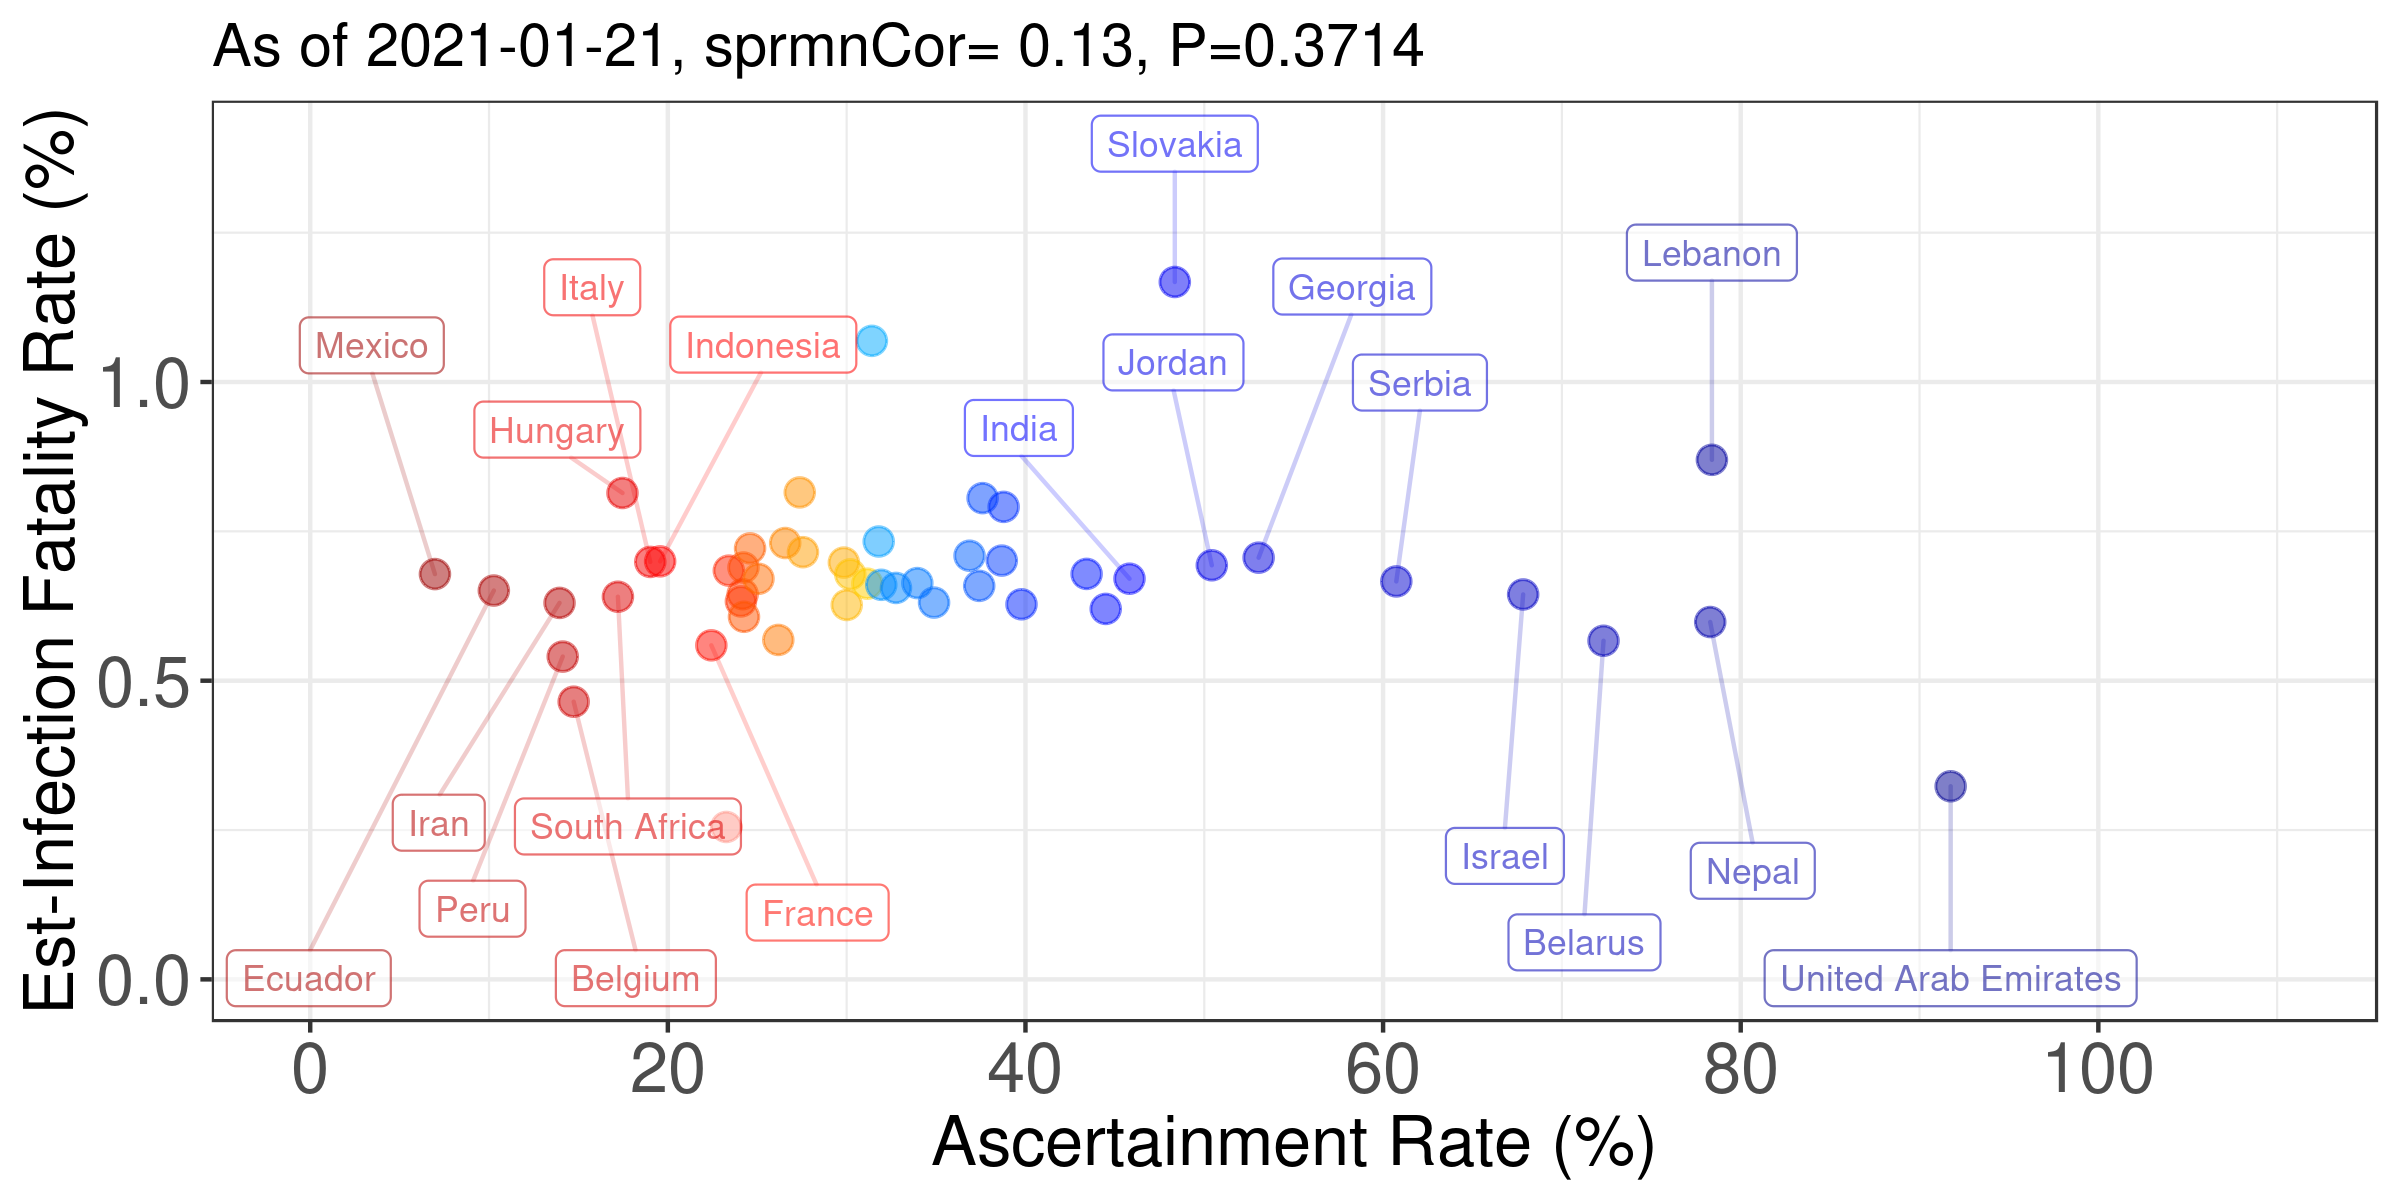 As of 2021-01-21, sprmnCor= 0.13, P=0.3714
Est-Infection Fatality Rate (%)
1.0
0.5
0.0
Slovakia
Lebanon
Italy
Georgia
Mexico
Indonesia
Jordan
Serbia
Hungary
India
Iran
South Africa
Israel
Nepal
Peru
France
Belarus
Ecuador
Belgium
United Arab Emirates
0
20
40
60
80
100
Ascertainment Rate (%)